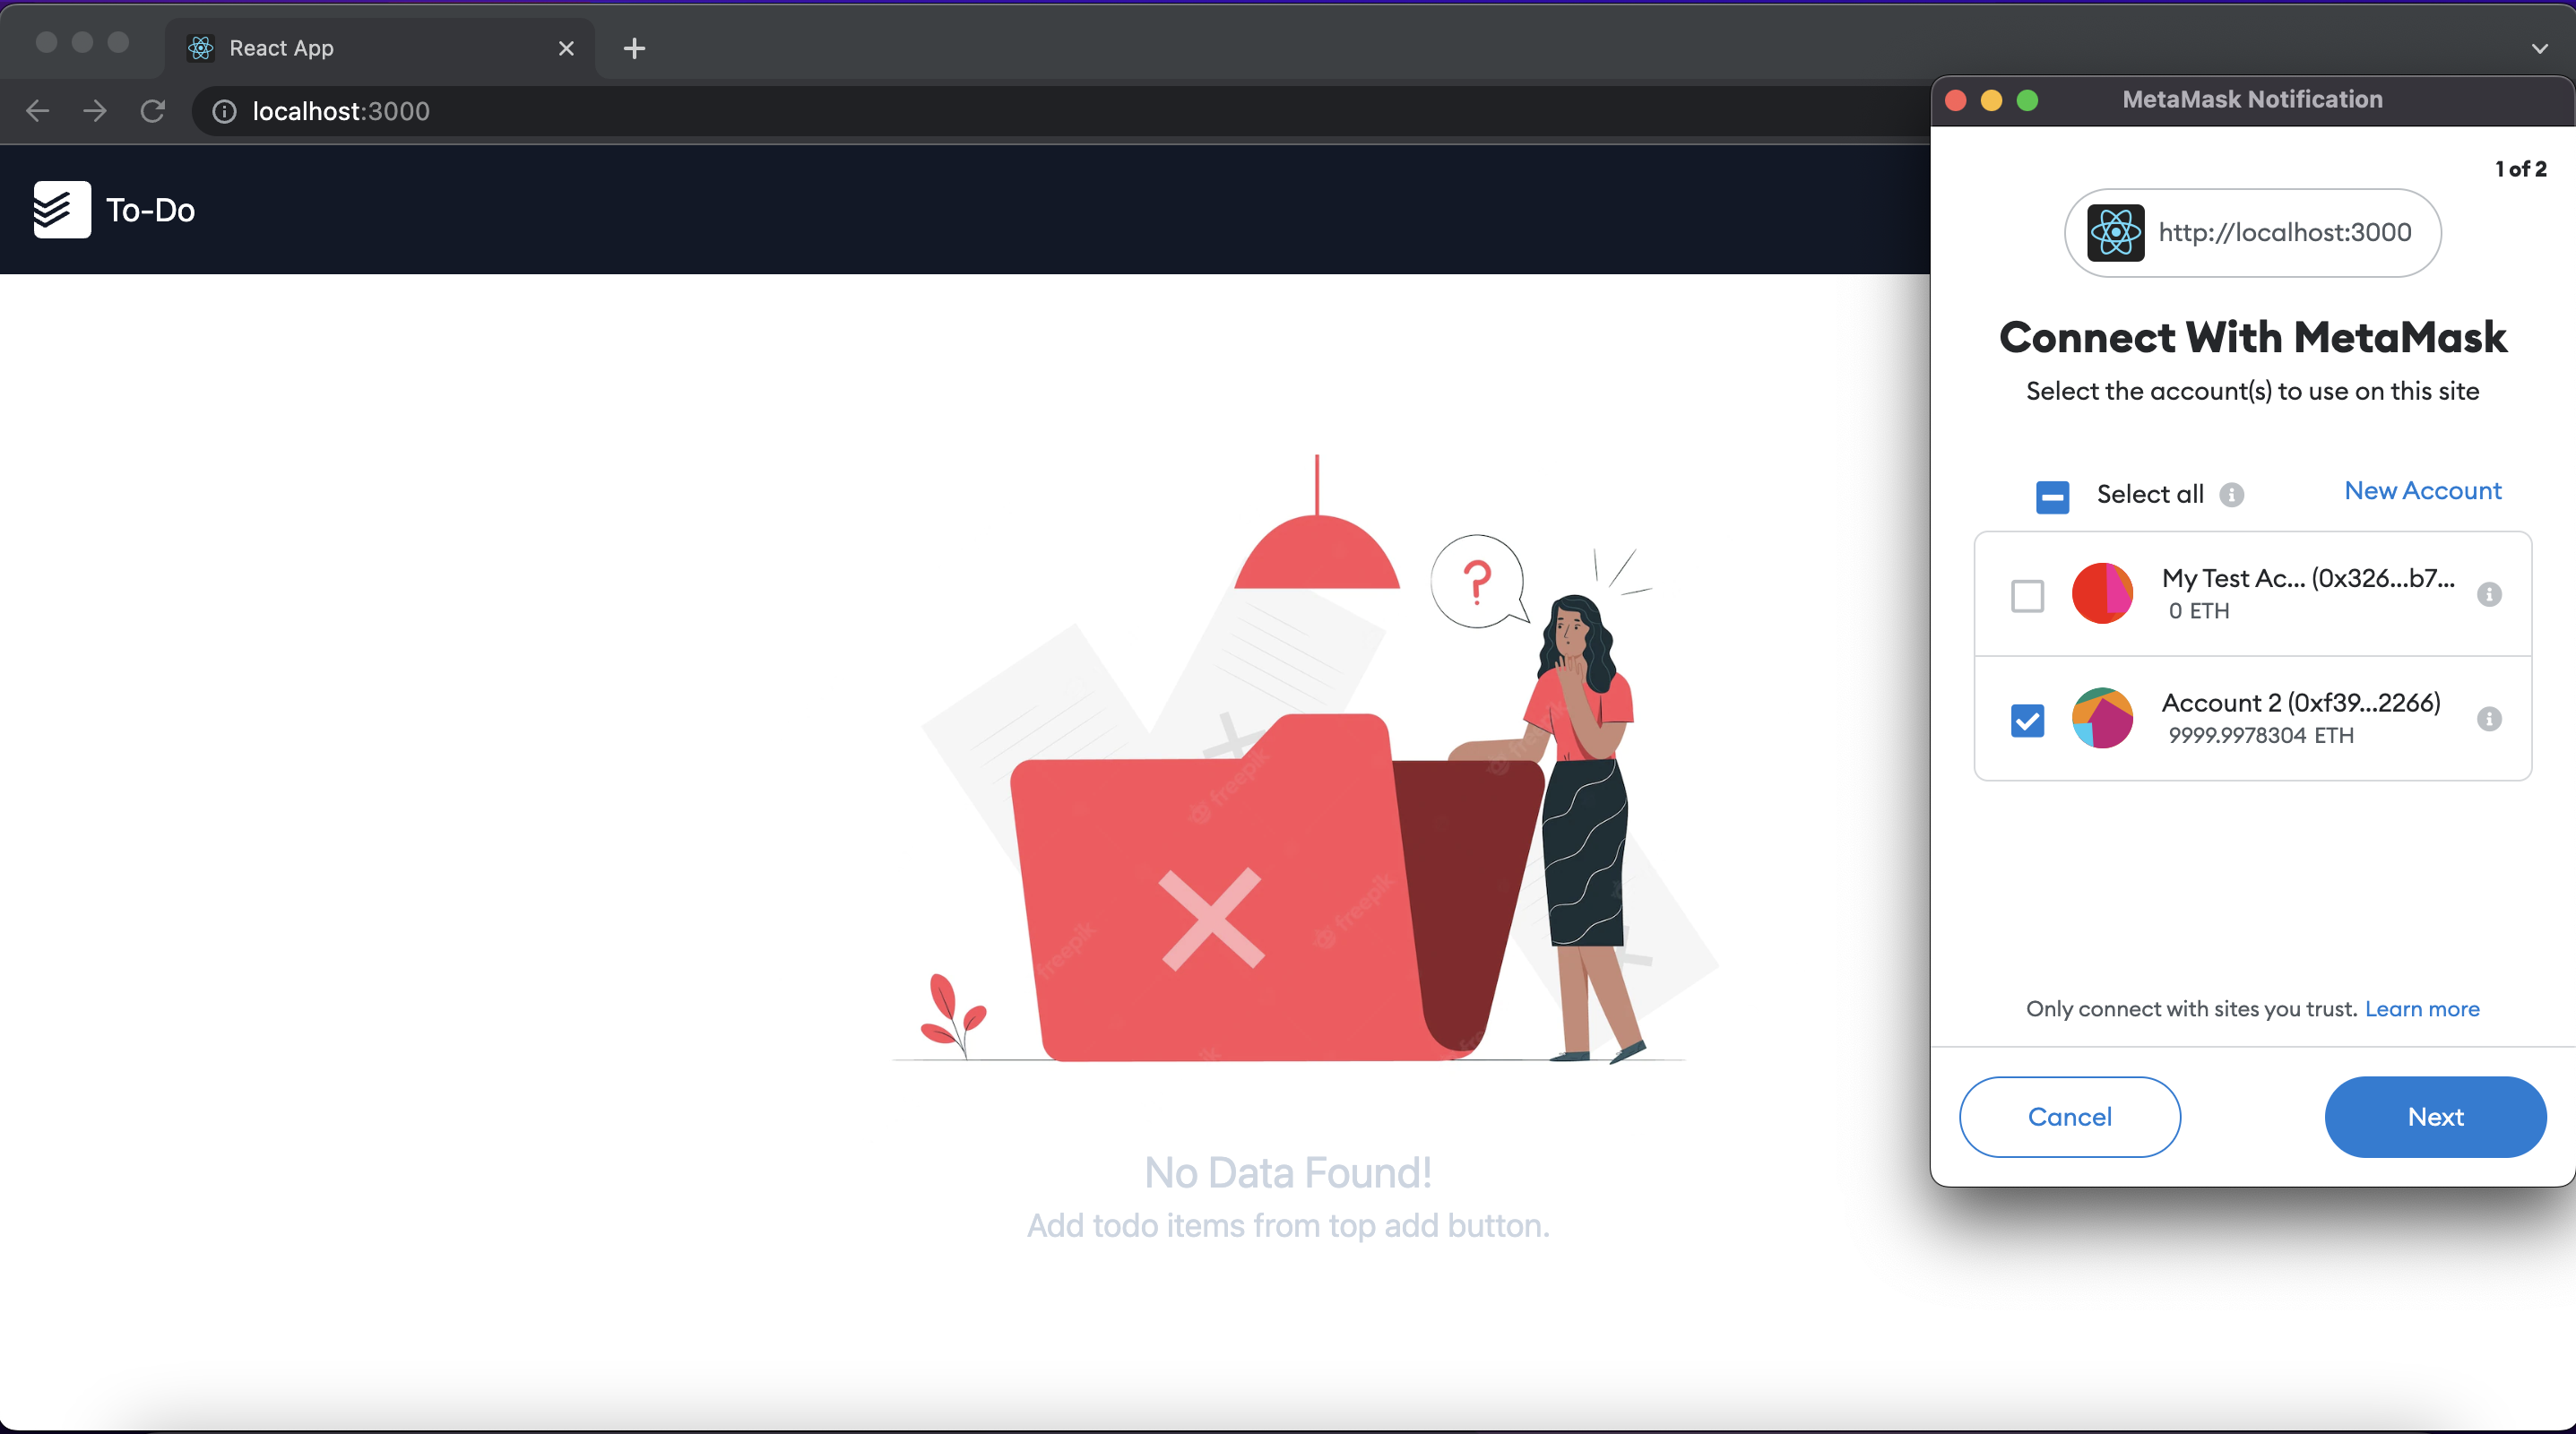 React App
localhost:3000
To-Do
No Data Found!
Add todo items from top add button.
freepik
freepik
freepik
MetaMask Notification
1 of 2
http://localhost:3000
Connect With MetaMask
Select the account(s) to use on this site
Select all
New Account
My Test Ac... (0x326...b7...
0 ETH
Account 2 (0xf39...2266)
9999.9978304 ETH
Only connect with sites you trust. Learn more
Cancel
Next